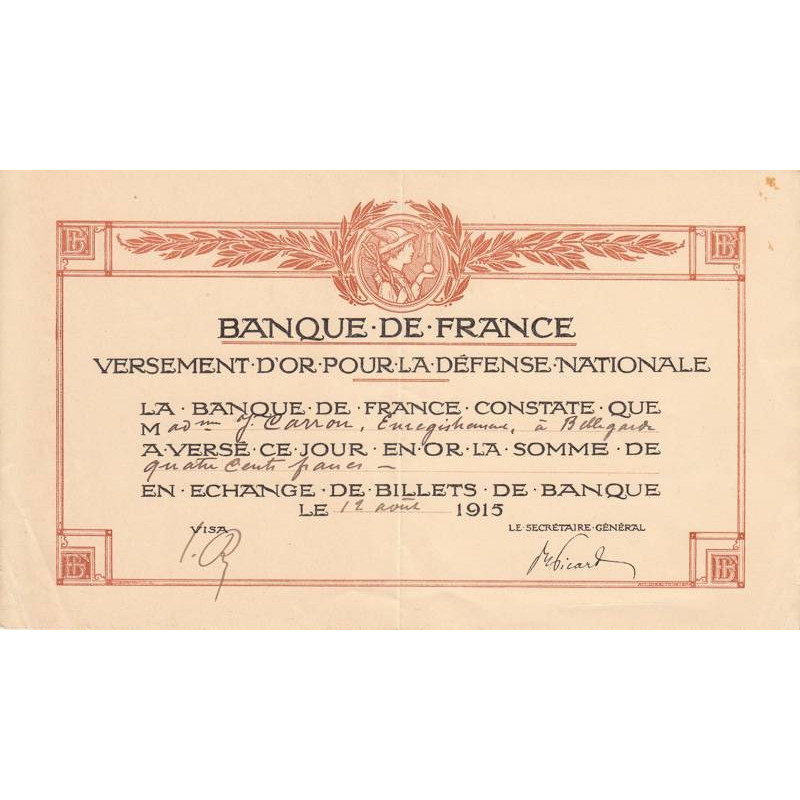 BANQUE·DE·FRANCE
VERSEMENT·D'OR·POUR·LA·DÉFENSE·NATIONALE
LA·BANQUE·DE·FRANCE·CONSTATE·QUE
Madme J. Carron, Enregistrement, à Bellegarde
A·VERSÉ·CE·JOUR·EN·OR·LA·SOMME·DE
quatre cents francs —
EN·ECHANGE·DE·BILLETS·DE·BANQUE
LE 12 août 1915
VISA LE·SECRÉTAIRE·GÉNÉRAL
Picard